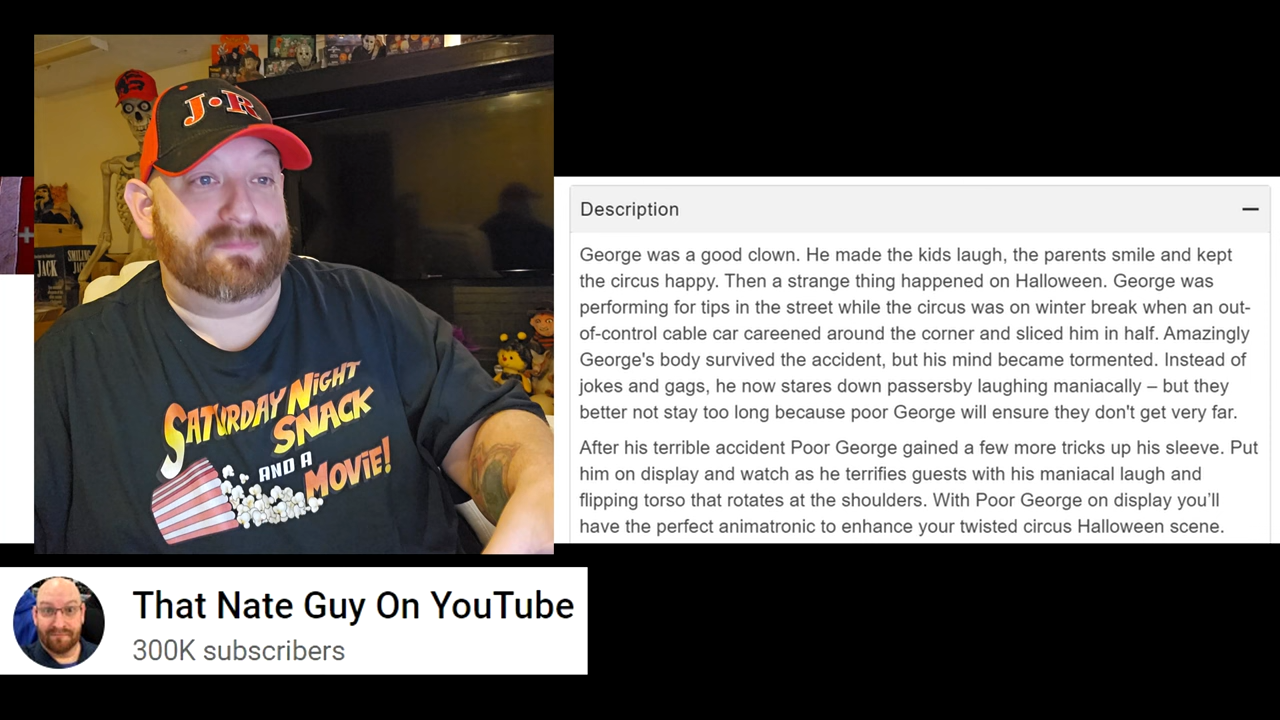 J•R
JACK
SMILING
JACK
SATURDAY NIGHT
SNACK
AND A
MOVIE!
Description
George was a good clown. He made the kids laugh, the parents smile and kept
the circus happy. Then a strange thing happened on Halloween. George was
performing for tips in the street while the circus was on winter break when an out-
of-control cable car careened around the corner and sliced him in half. Amazingly
George's body survived the accident, but his mind became tormented. Instead of
jokes and gags, he now stares down passersby laughing maniacally – but they
better not stay too long because poor George will ensure they don't get very far.
After his terrible accident Poor George gained a few more tricks up his sleeve. Put
him on display and watch as he terrifies guests with his maniacal laugh and
flipping torso that rotates at the shoulders. With Poor George on display you’ll
have the perfect animatronic to enhance your twisted circus Halloween scene.
That Nate Guy On YouTube
300K subscribers